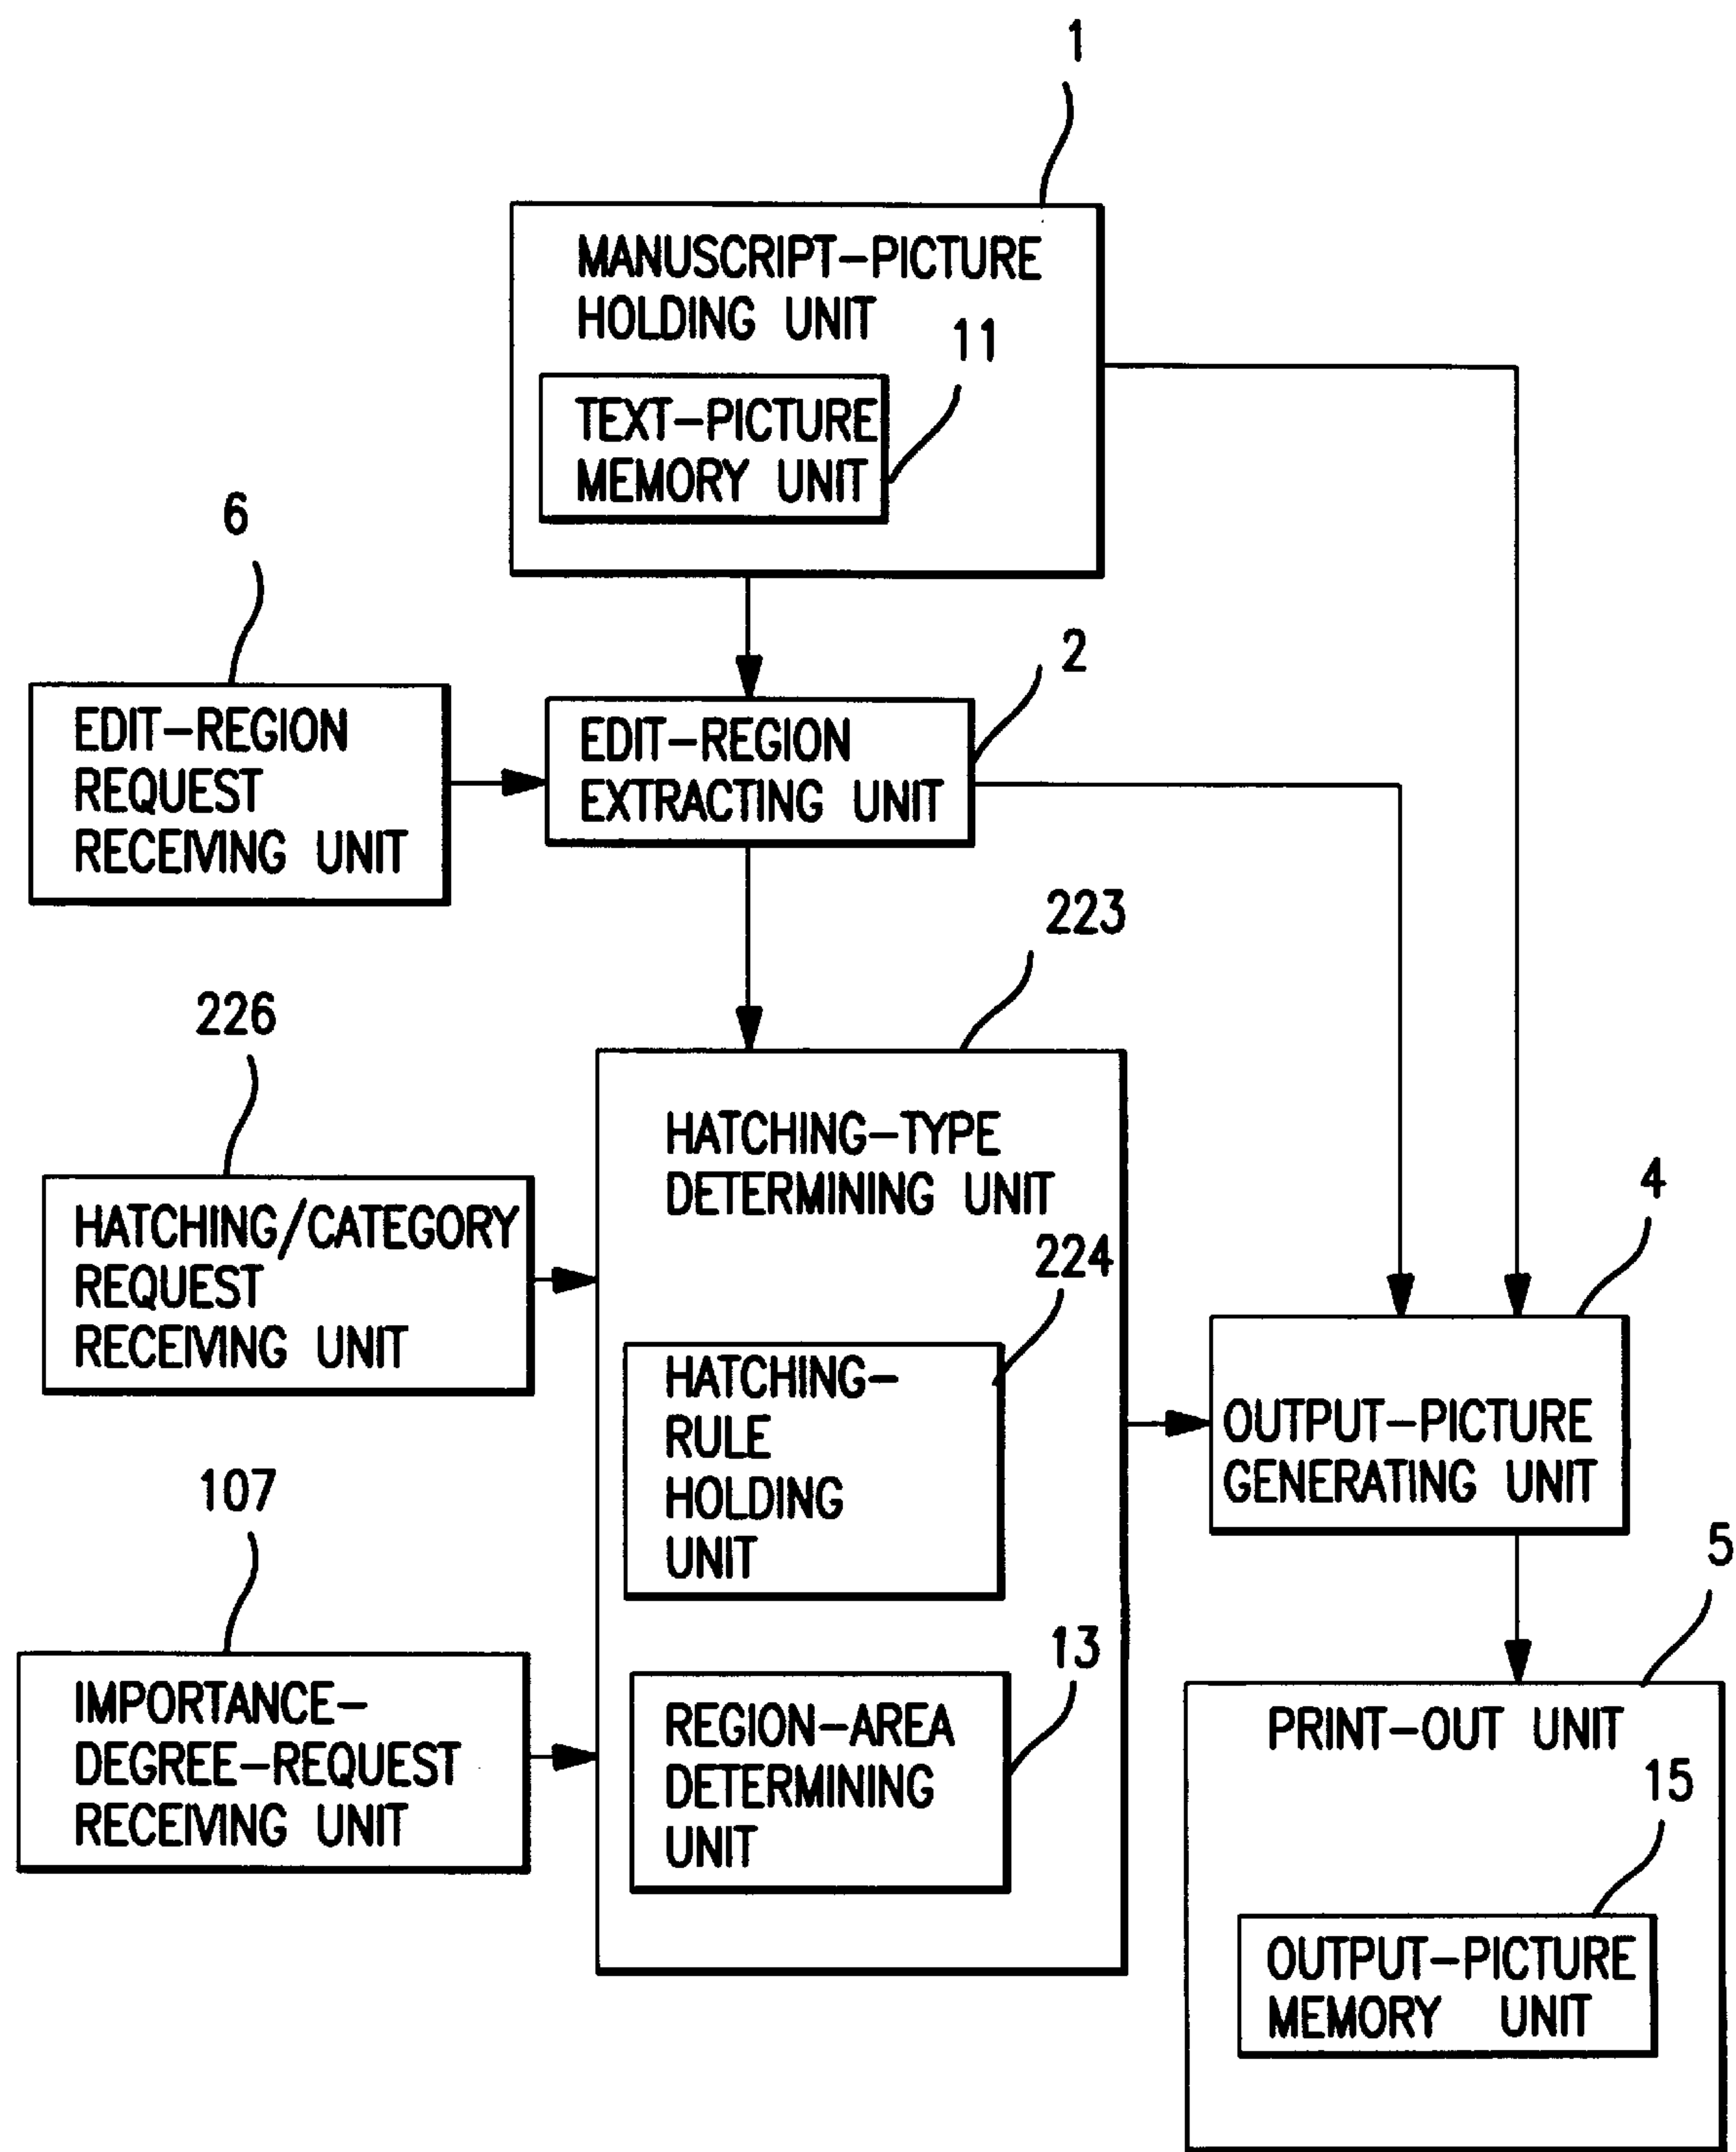 1
MANUSCRIPT-PICTURE
HOLDING UNIT
11
TEXT-PICTURE
MEMORY UNIT
6
EDIT-REGION
REQUEST
RECEIVING UNIT
2
EDIT-REGION
EXTRACTING UNIT
223
226
HATCHING/CATEGORY
REQUEST
RECEIVING UNIT
HATCHING-TYPE
DETERMINING UNIT
224
HATCHING-
RULE
HOLDING
UNIT
4
OUTPUT-PICTURE
GENERATING UNIT
107
IMPORTANCE-
DEGREE-REQUEST
RECEIVING UNIT
13
REGION-AREA
DETERMINING
UNIT
5
PRINT-OUT UNIT
15
OUTPUT-PICTURE
MEMORY UNIT